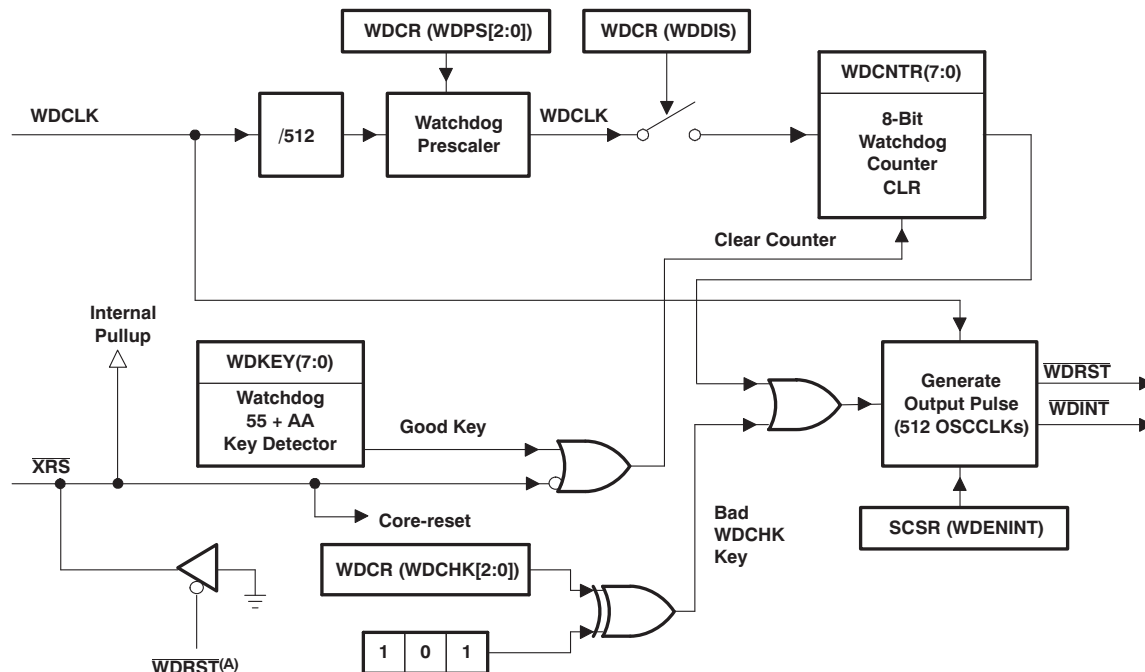 WDCR (WDPS[2:0])
WDCR (WDDIS)
WDCNTR(7:0)
WDCLK
/512
Watchdog
Prescaler
WDCLK
8-Bit
Watchdog
Counter
CLR
Clear Counter
Internal
Pullup
WDKEY(7:0)
Watchdog
55 + AA
Key Detector
Good Key
Generate
Output Pulse
(512 OSCCLKs)
WDRST
WDINT
XRS
Core-reset
Bad
WDCHK
Key
SCSR (WDENINT)
WDCR (WDCHK[2:0])
1 0 1
WDRST(A)